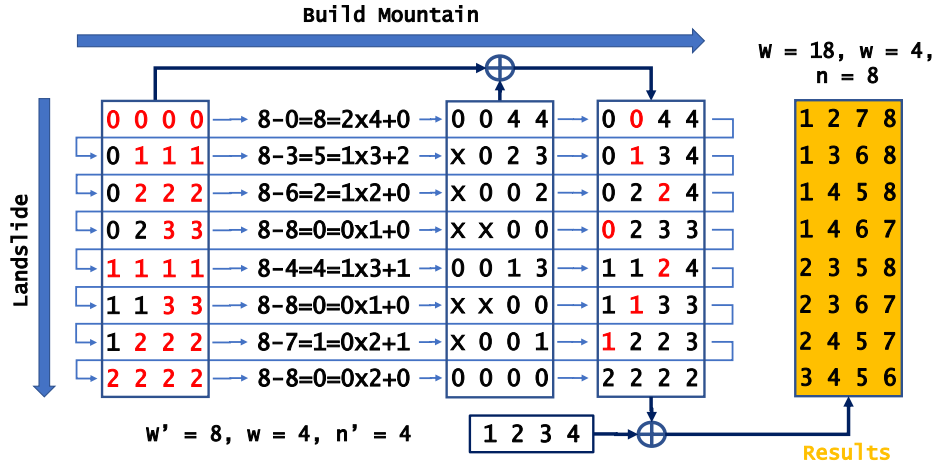 Build Mountain
W = 18, w = 4,
n = 8
Landslide
0 0 0 0 8-0=8=2x4+0 0 0 4 4 0 0 4 4 1 2 7 8
0 1 1 1 8-3=5=1x3+2 x 0 2 3 0 1 3 4 1 3 6 8
0 2 2 2 8-6=2=1x2+0 x 0 0 2 0 2 2 4 1 4 5 8
0 2 3 3 8-8=0=0x1+0 x x 0 0 0 2 3 3 1 4 6 7
1 1 1 1 8-4=4=1x3+1 0 0 1 3 1 1 2 4 2 3 5 8
1 1 3 3 8-8=0=0x1+0 x x 0 0 1 1 3 3 2 3 6 7
1 2 2 2 8-7=1=0x2+1 x 0 0 1 1 2 2 3 2 4 5 7
2 2 2 2 8-8=0=0x2+0 0 0 0 0 2 2 2 2 3 4 5 6
W' = 8, w = 4, n' = 4
1 2 3 4
Results